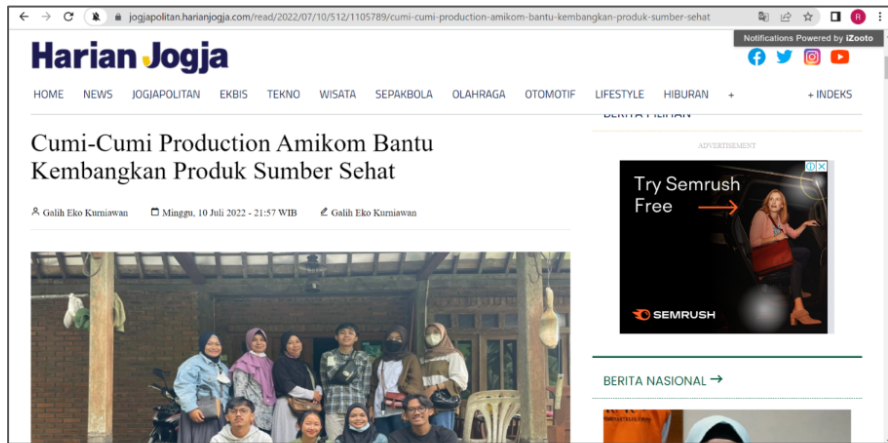 jogjapolitan.harianjogja.com/read/2022/07/10/512/1105789/cumi-cumi-production-amikom-bantu-kembangkan-produk-sumber-sehat
R
Notifications Powered by iZooto
Harian Jogja
HOME NEWS JOGJAPOLITAN EKBIS TEKNO WISATA SEPAKBOLA OLAHRAGA OTOMOTIF LIFESTYLE HIBURAN + + INDEKS
BERITA PILIHAN
Cumi-Cumi Production Amikom Bantu
Kembangkan Produk Sumber Sehat
Galih Eko Kurniawan Minggu, 10 Juli 2022 - 21:57 WIB Galih Eko Kurniawan
ADVERTISEMENT
Try Semrush
Free
SEMRUSH
BERITA NASIONAL →